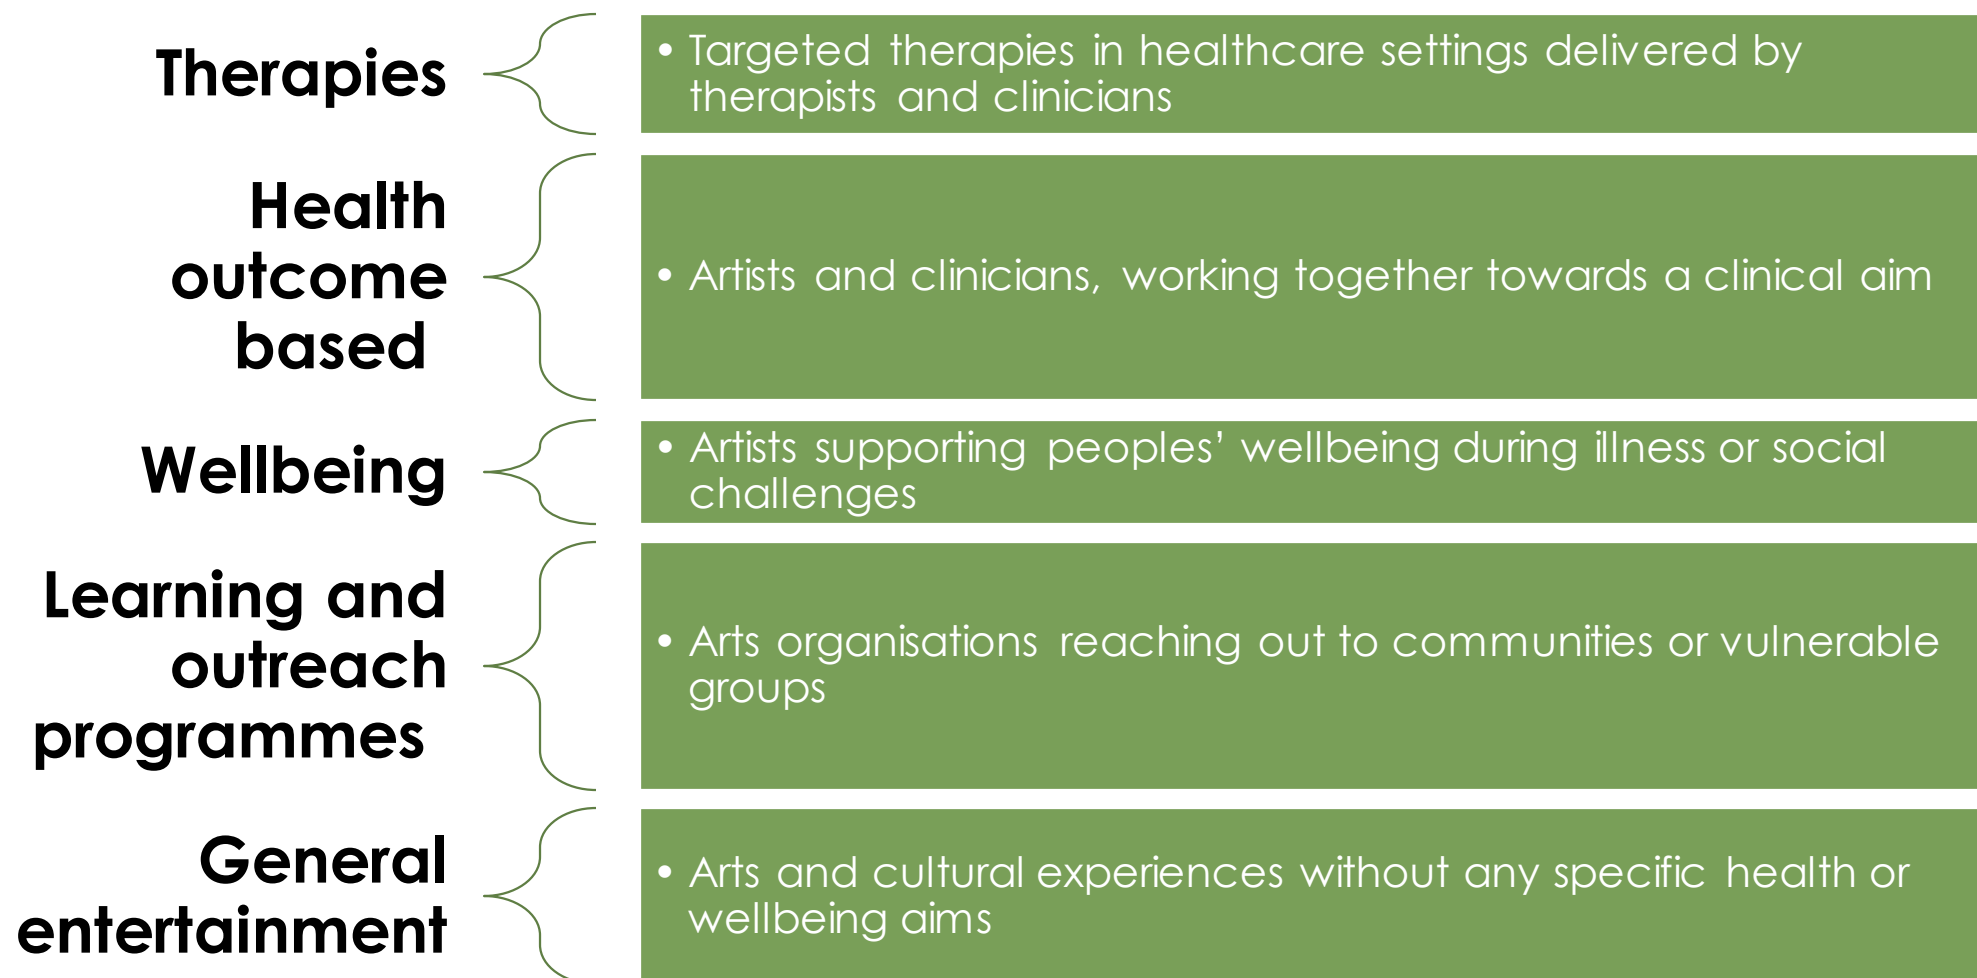 Therapies
• Targeted therapies in healthcare settings delivered by
therapists and clinicians
Health
outcome
based
• Artists and clinicians, working together towards a clinical aim
Wellbeing
• Artists supporting peoples’ wellbeing during illness or social
challenges
Learning and
outreach
programmes
• Arts organisations reaching out to communities or vulnerable
groups
General
entertainment
• Arts and cultural experiences without any specific health or
wellbeing aims